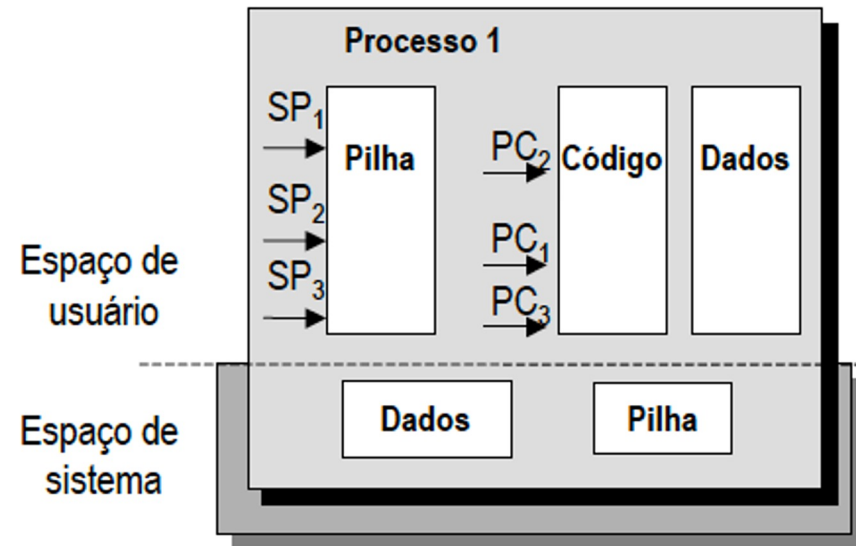 Processo 1
SP1
Pilha
PC2
Código
Dados
SP2
PC1
SP3
PC3
Espaço de
usuário
Espaço de
sistema
Dados
Pilha